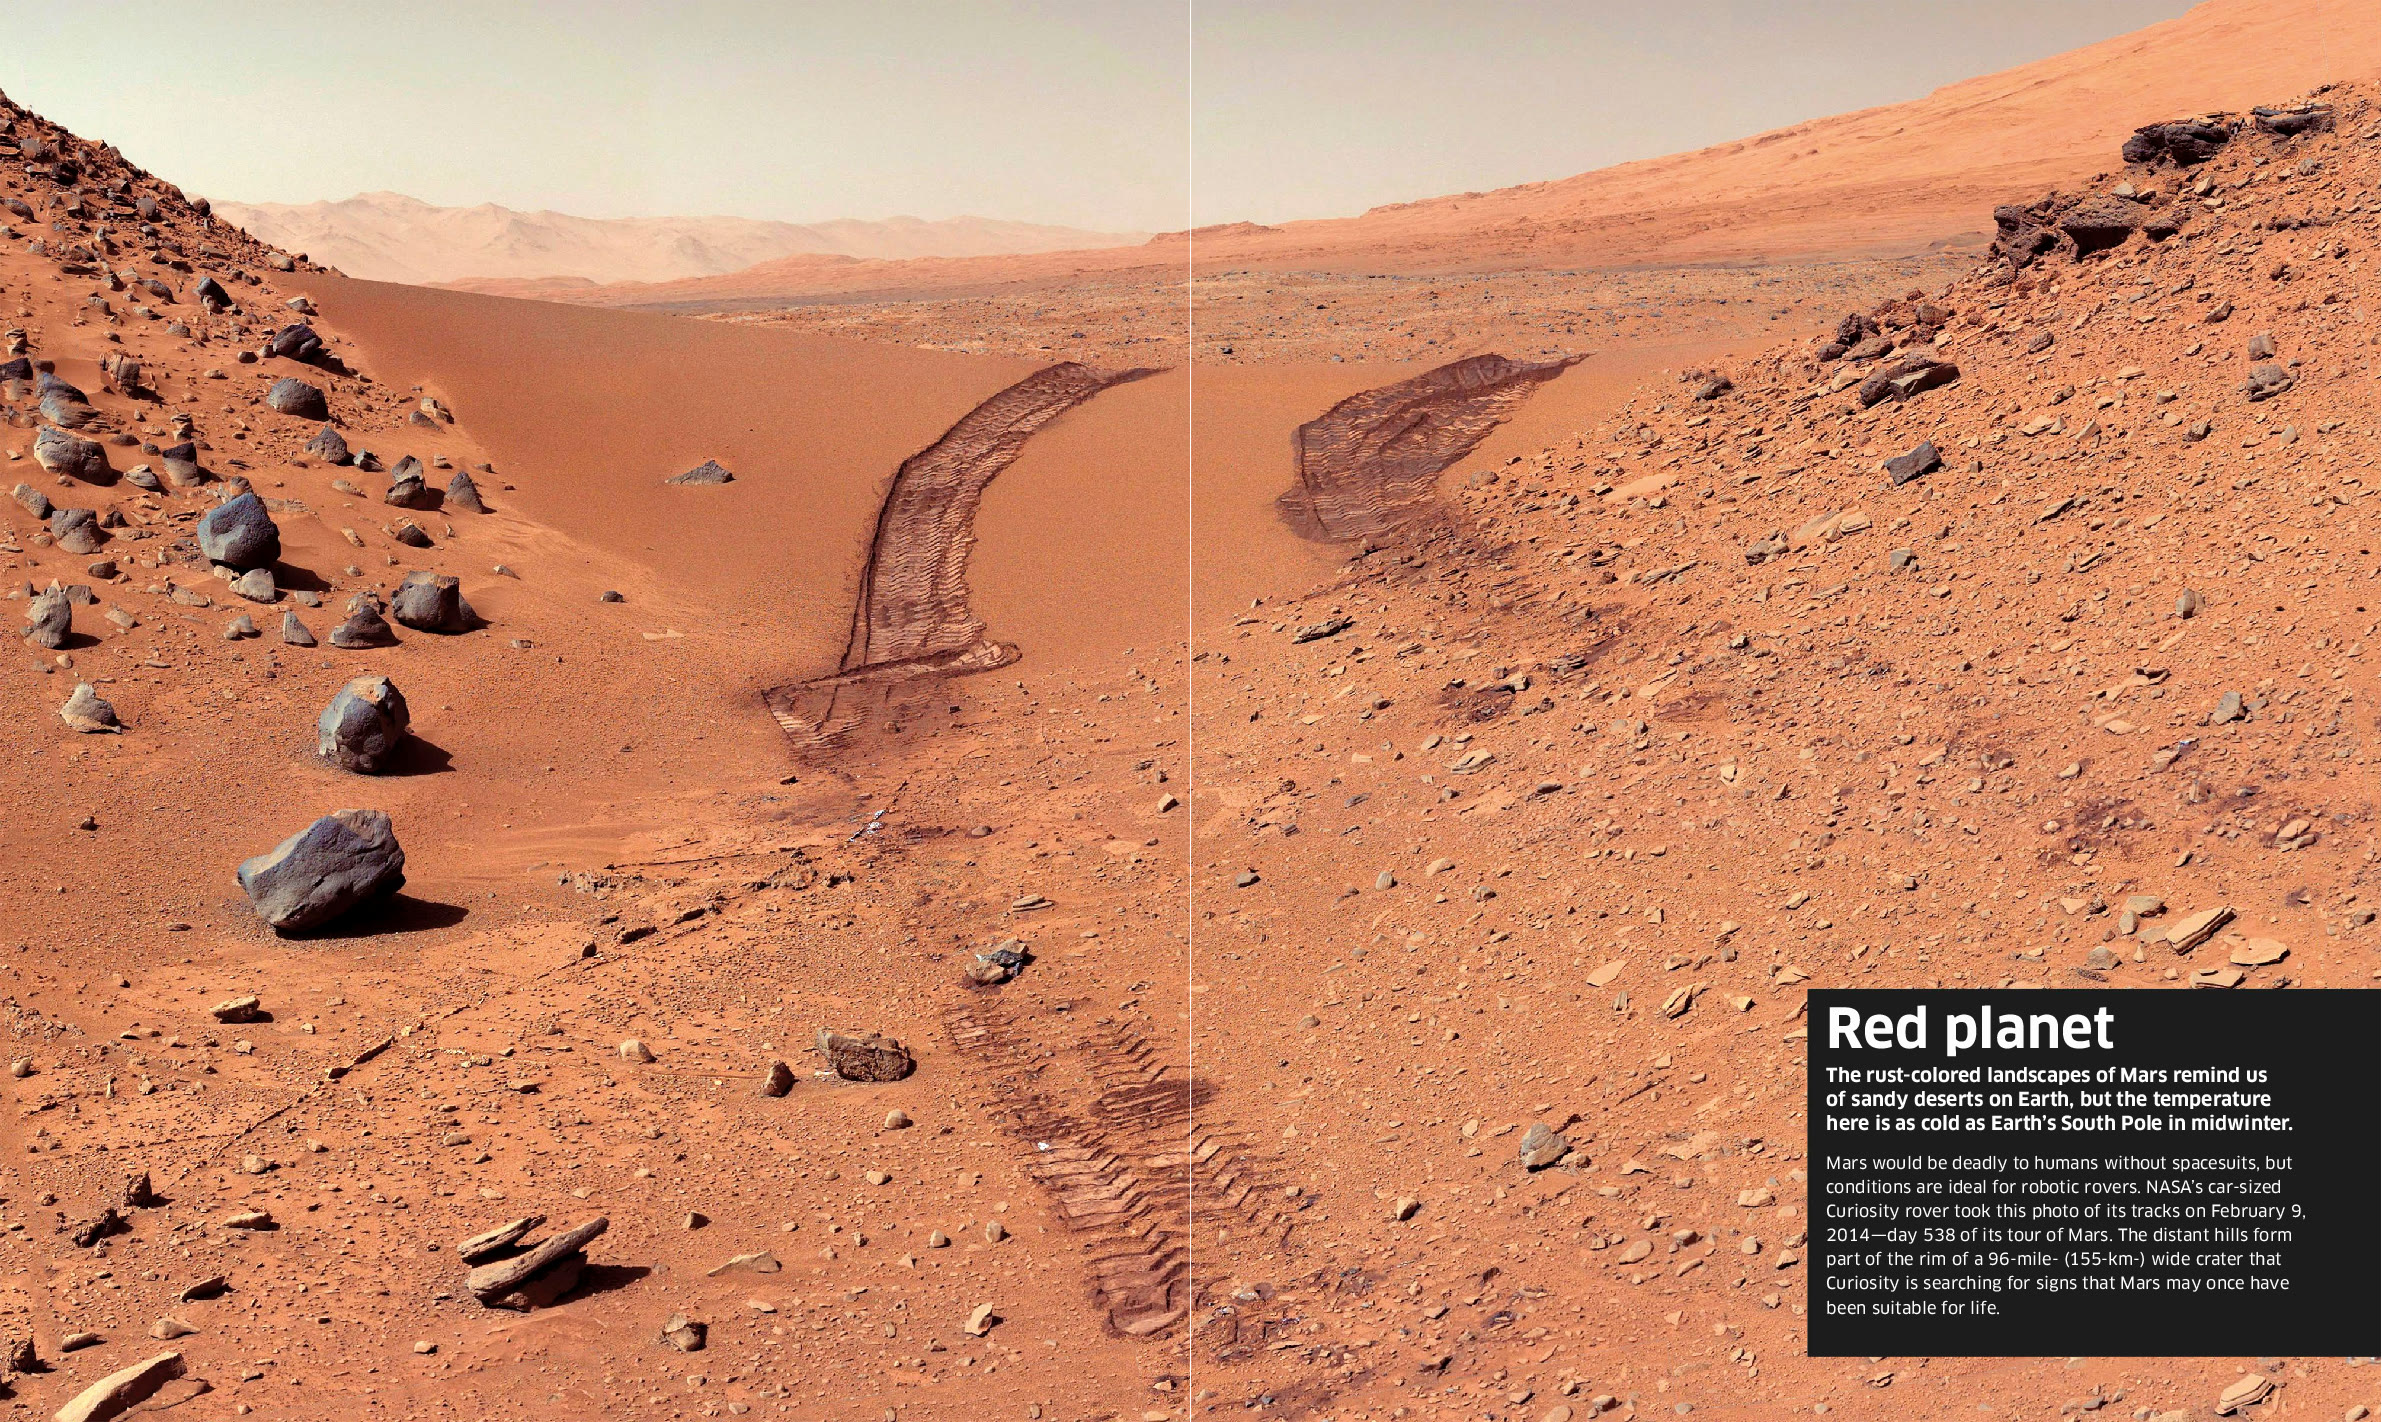 Red planet
The rust-colored landscapes of Mars remind us
of sandy deserts on Earth, but the temperature
here is as cold as Earth’s South Pole in midwinter.
Mars would be deadly to humans without spacesuits, but
conditions are ideal for robotic rovers. NASA’s car-sized
Curiosity rover took this photo of its tracks on February 9,
2014—day 538 of its tour of Mars. The distant hills form
part of the rim of a 96-mile- (155-km-) wide crater that
Curiosity is searching for signs that Mars may once have
been suitable for life.